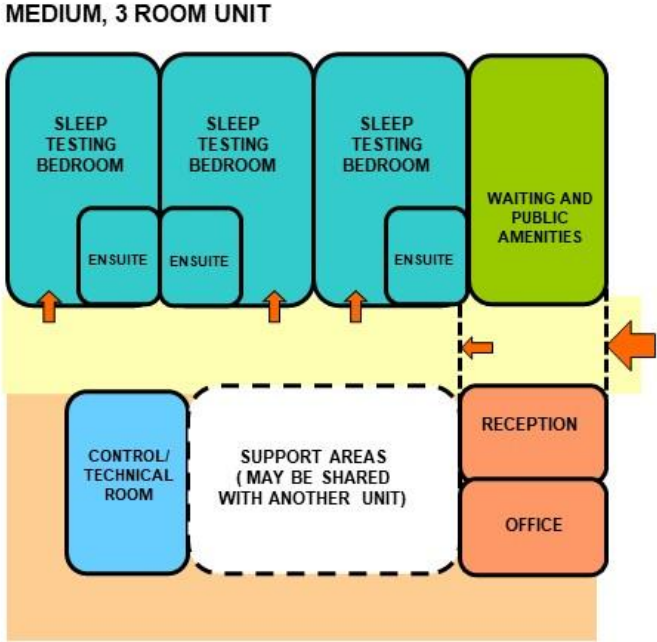 MEDIUM, 3 ROOM UNIT
SLEEP
TESTING
BEDROOM
ENSUITE
SLEEP
TESTING
BEDROOM
ENSUITE
SLEEP
TESTING
BEDROOM
ENSUITE
WAITING AND
PUBLIC
AMENITIES
CONTROL/
TECHNICAL
ROOM
SUPPORT AREAS
( MAY BE SHARED
WITH ANOTHER UNIT)
RECEPTION
OFFICE